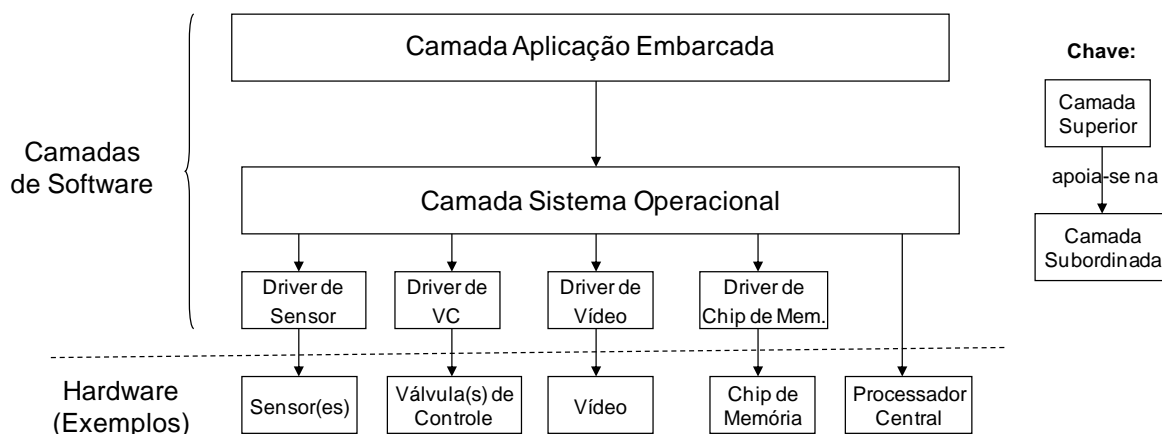 Camada Aplicação Embarcada
Chave:
Camada
Superior
apoia-se na
Camada
Subordinada
Camadas
de Software
Camada Sistema Operacional
Driver de
Sensor
Driver de
VC
Driver de
Vídeo
Driver de
Chip de Mem.
Hardware
(Exemplos)
Sensor(es)
Válvula(s) de
Controle
Vídeo
Chip de
Memória
Processador
Central